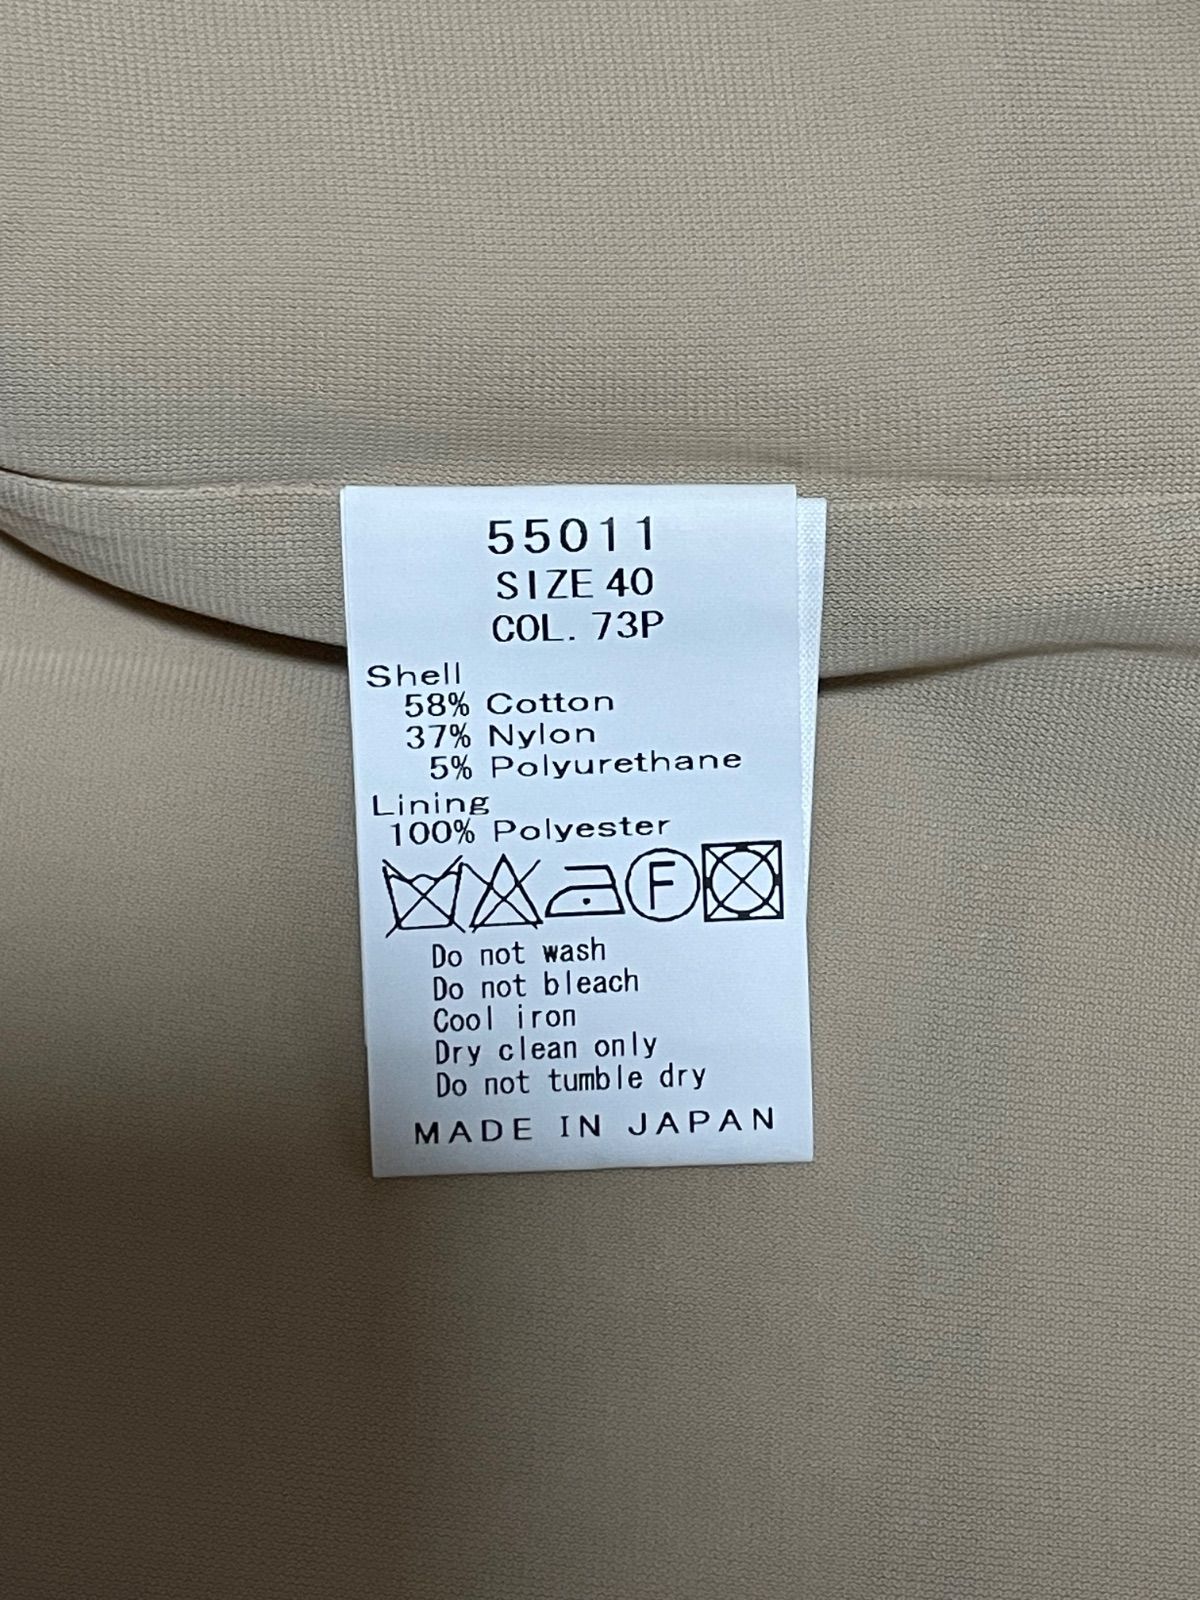 55011
SIZE 40
COL. 73P
Shell
58% Cotton
37% Nylon
5% Polyurethane
Lining
100% Polyester
F
Do not wash
Do not bleach
Cool iron
Dry clean only
Do not tumble dry
MADE IN JAPAN